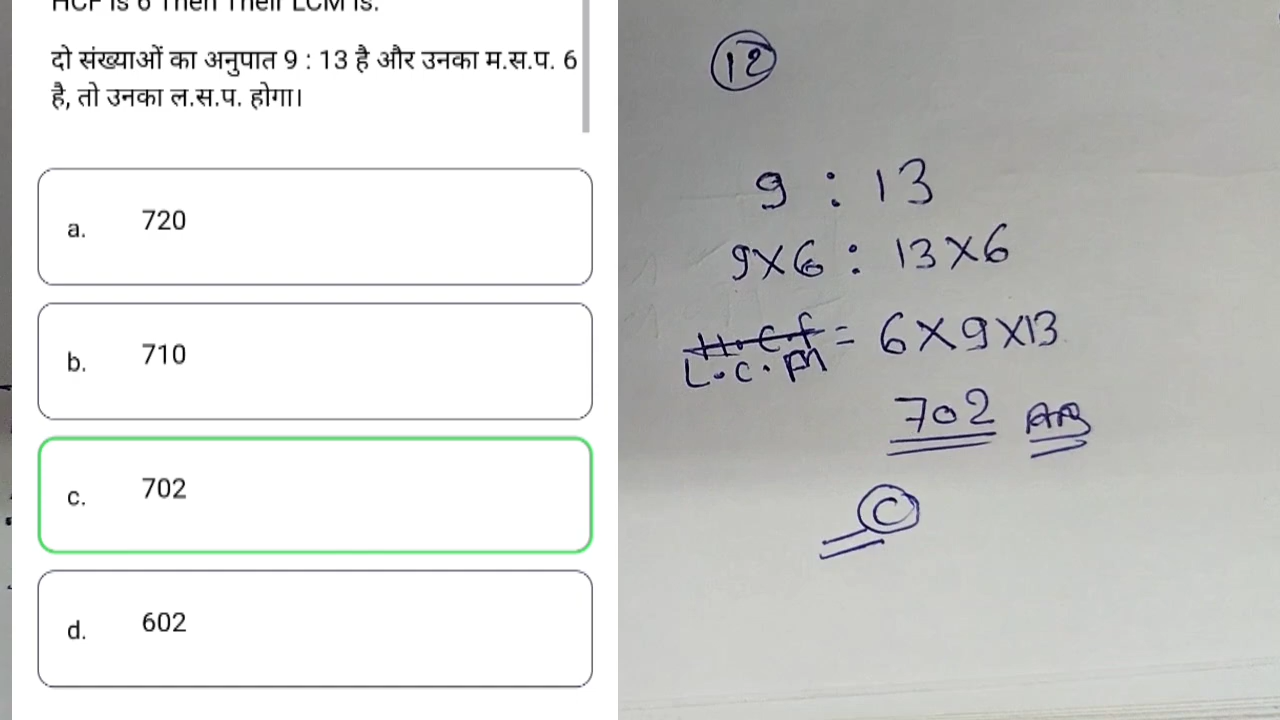 HCF is 6 Then Their LCM is.
दो संख्याओं का अनुपात 9 : 13 है और उनका म.स.प. 6
है, तो उनका ल.स.प. होगा।
a. 720
b. 710
c. 702
d. 602
12
9 : 13
9×6 : 13×6
H.C.f
L.C.M = 6×9×13
702 Ans
C